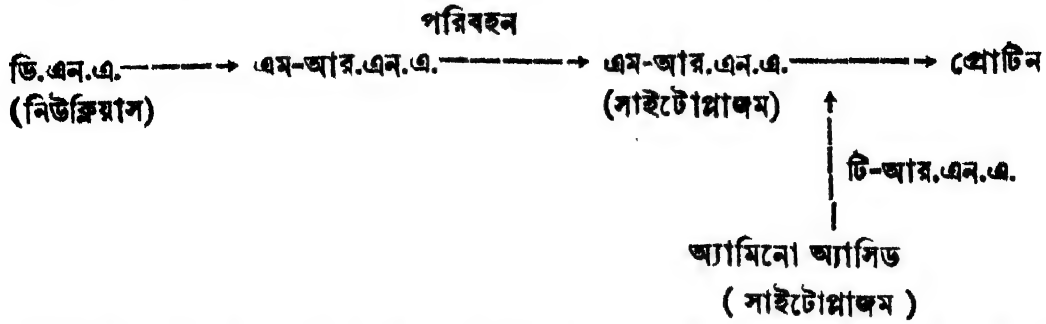 পরিবহন
ডি.এন.এ. → এম-আর.এন.এ. → এম-আর.এন.এ. → প্রোটিন
(নিউক্লিয়াস) (সাইটোপ্লাজম)
টি-আর.এন.এ.
অ্যামিনো অ্যাসিড
( সাইটোপ্লাজম )